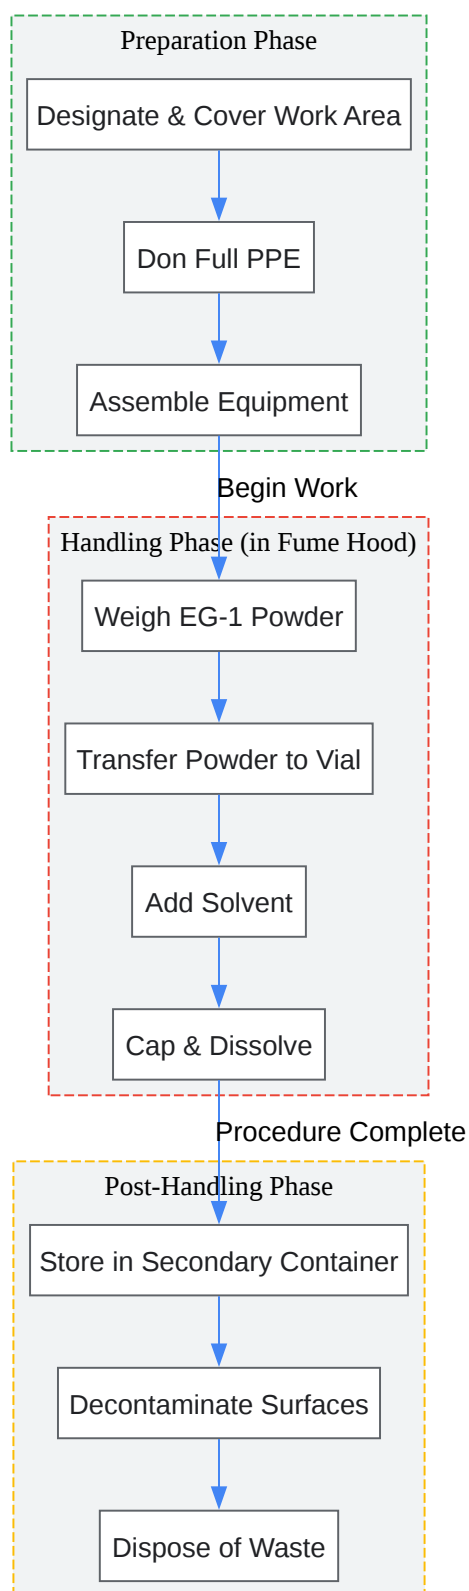 Preparation Phase
Designate & Cover Work Area
Don Full PPE
Assemble Equipment
Begin Work
Handling Phase (in Fume Hood)
Weigh EG-1 Powder
Transfer Powder to Vial
Add Solvent
Cap & Dissolve
Procedure Complete
Post-Handling Phase
Store in Secondary Container
Decontaminate Surfaces
Dispose of Waste